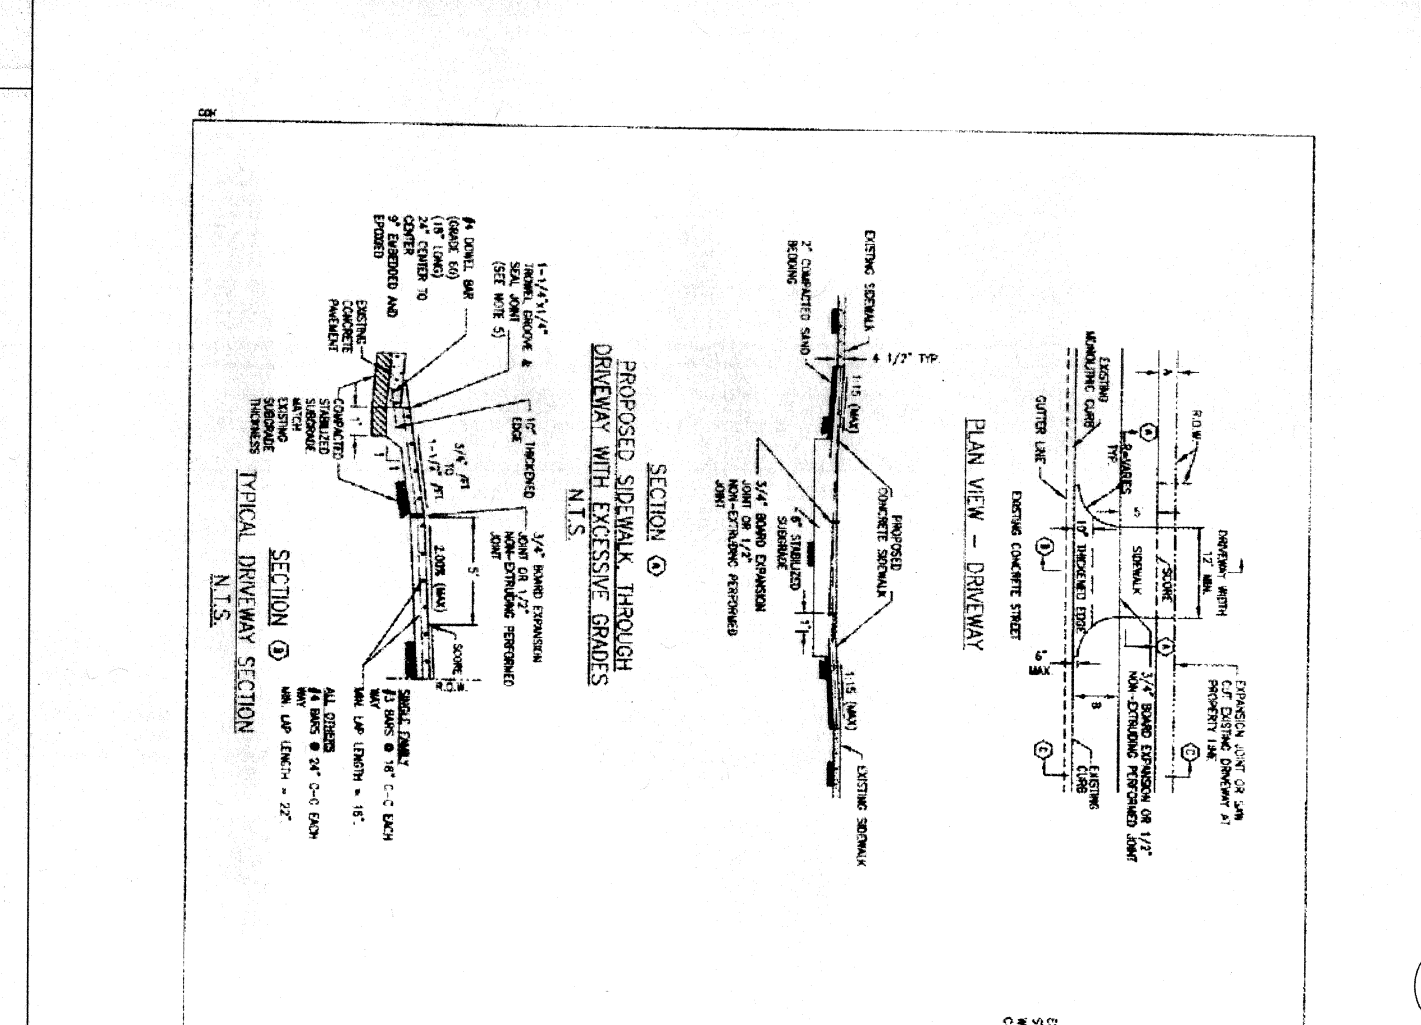 EXPANSION JOINT OR SAW
CUT EXISTING DRIVEWAY AT
PROPERTY LINE
DRIVEWAY WIDTH
12' MIN.
R.O.W.
A
A
VARIES
TYP.
5
SCORE
SIDEWALK
A
C
3/4" BOARD EXPANSION OR 1/2"
NON-EXTRUDING PERFORMED JOINT
EXISTING
MONOLITHIC CURB
10" THICKENED EDGE
B
EXISTING
CURB
MAX
GUTTER LINE
B
C
EXISTING CONCRETE STREET
PLAN VIEW - DRIVEWAY
4 1/2" TYP.
EXISTING SIDEWALK
1:15 (MAX)
PROPOSED
CONCRETE SIDEWALK
1:15 (MAX)
EXISTING SIDEWALK
2" COMPACTED SAND
BEDDING
6" STABILIZED
SUBGRADE
1'
3/4" BOARD EXPANSION
JOINT OR 1/2"
NON-EXTRUDING PERFORMED
JOINT
SECTION A
PROPOSED SIDEWALK THROUGH
DRIVEWAY WITH EXCESSIVE GRADES
N.T.S.
1-1/4"x1/4"
TROWEL GROOVE &
SEAL JOINT
(SEE NOTE 5)
10" THICKENED
EDGE
3/4" BOARD EXPANSION
JOINT OR 1/2"
NON-EXTRUDING PERFORMED
JOINT
#4 DOWEL BAR
(GRADE 60)
(18" LONG)
24" CENTER TO
CENTER
9" EMBEDDED AND
EPOXIED
3/4" /FT.
TO
1-1/2" /FT.
5'
2.00% (MAX)
SCORE
EXISTING
CONCRETE
PAVEMENT
1'
1
1
COMPACTED
STABILIZED
SUBGRADE
MATCH
EXISTING
SUBGRADE
THICKNESS
SINGLE FAMILY
#3 BARS @ 18" C-C EACH
WAY
MIN. LAP LENGTH = 16".
ALL OTHERS
#4 BARS @ 24" C-C EACH
WAY
MIN. LAP LENGTH = 22".
SECTION B
TYPICAL DRIVEWAY SECTION
N.T.S.